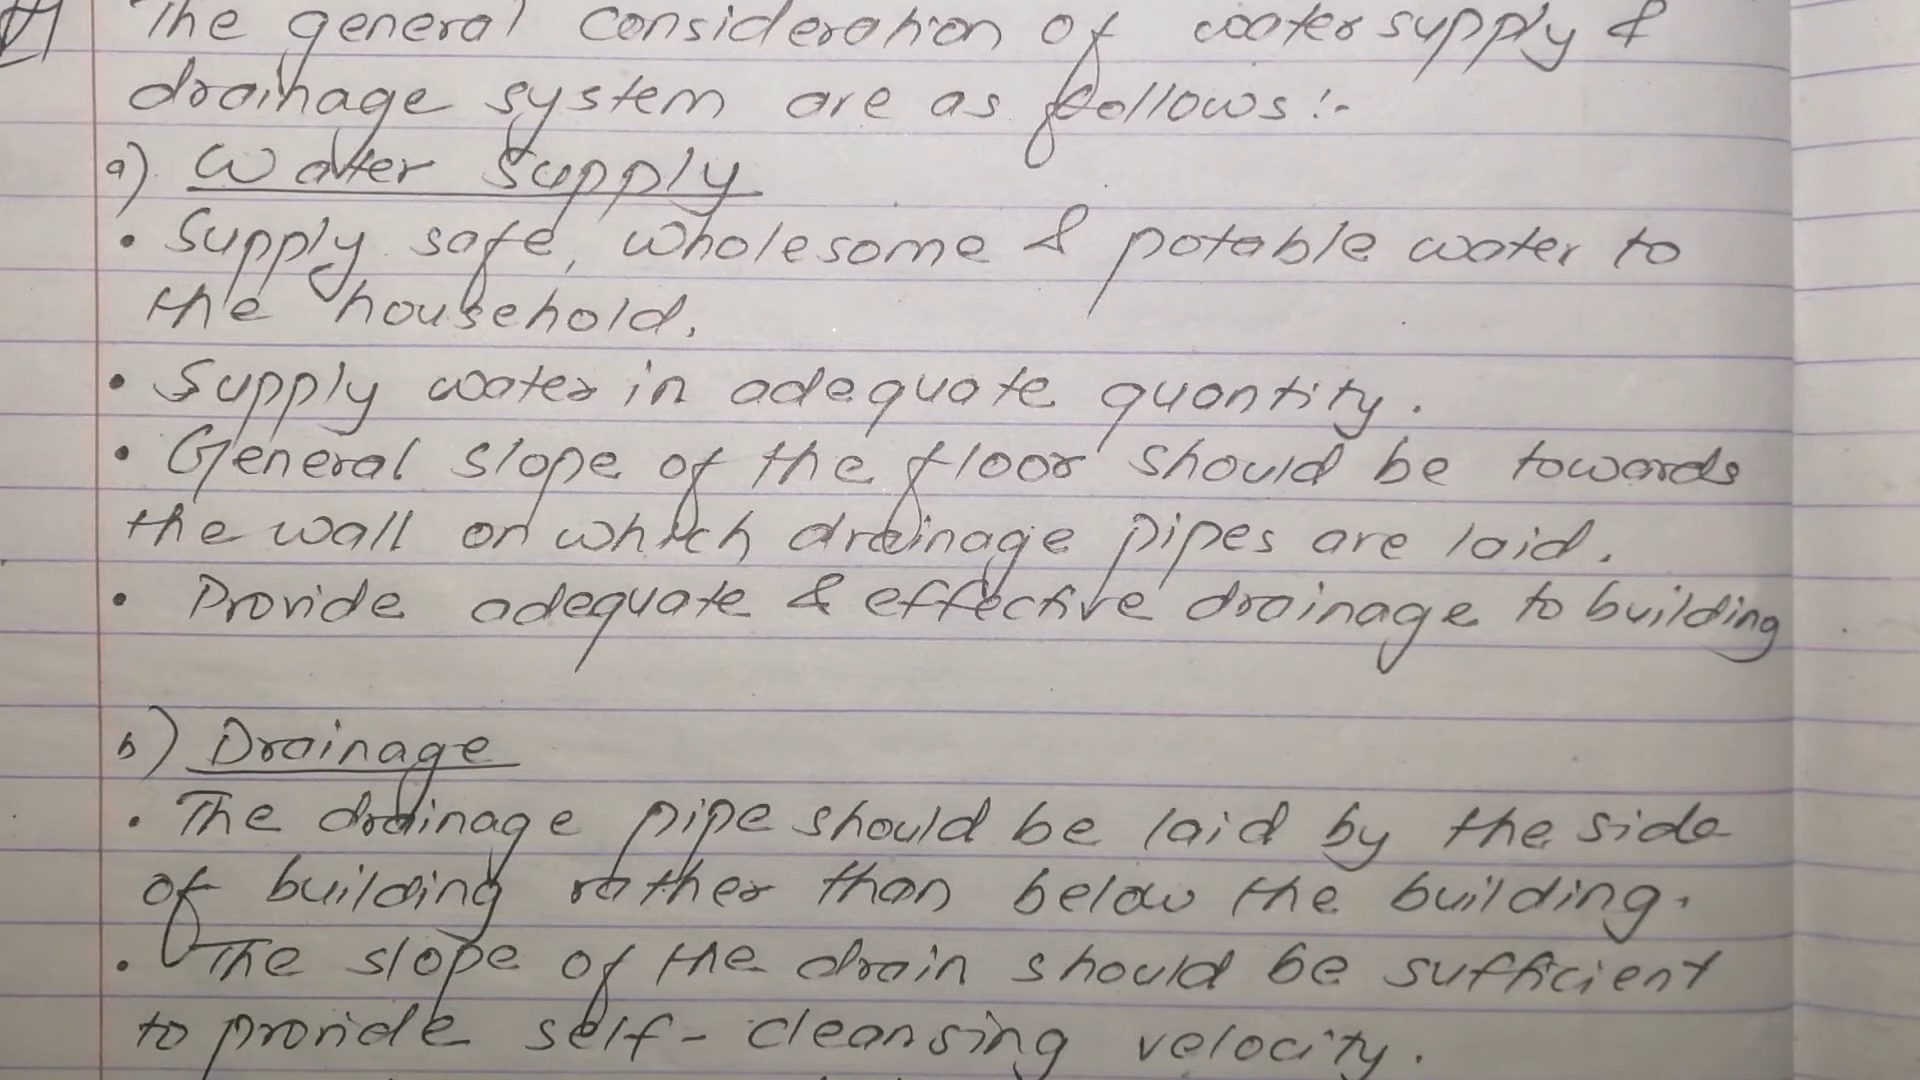 The general consideration of water supply &
drainage system are as follows :-
a) Water Supply
• Supply safe, wholesome & potable water to
the household.
• Supply water in adequate quantity.
• General slope of the floor should be towards
the wall on which drainage pipes are laid.
• Provide adequate & effective drainage to building
b) Drainage
• The drainage pipe should be laid by the side
of building rather than below the building.
• The slope of the drain should be sufficient
to provide self-cleansing velocity.